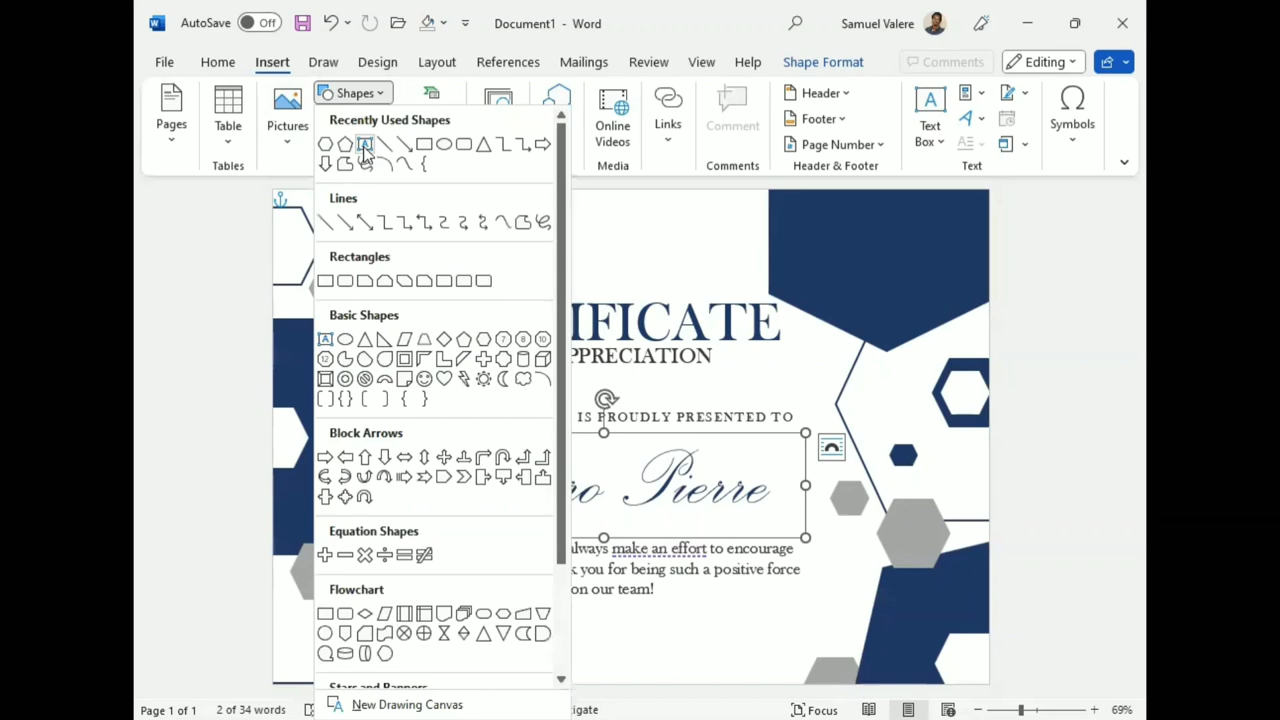 AutoSave Off Document1 - Word Samuel Valere
File Home Insert Draw Design Layout References Mailings Review View Help Shape Format Comments Editing
Pages Table Pictures Shapes Online Videos Links Comment Header Footer Page Number Text Box Symbols
Tables Media Comments Header & Footer Text
Recently Used Shapes
Lines
Rectangles
Basic Shapes
Block Arrows
Equation Shapes
Flowchart
New Drawing Canvas
IFICATE
PPRECIATION
IS PROUDLY PRESENTED TO
ro Pierre
always make an effort to encourage
k you for being such a positive force
on our team!
Page 1 of 1 2 of 34 words Focus 69%